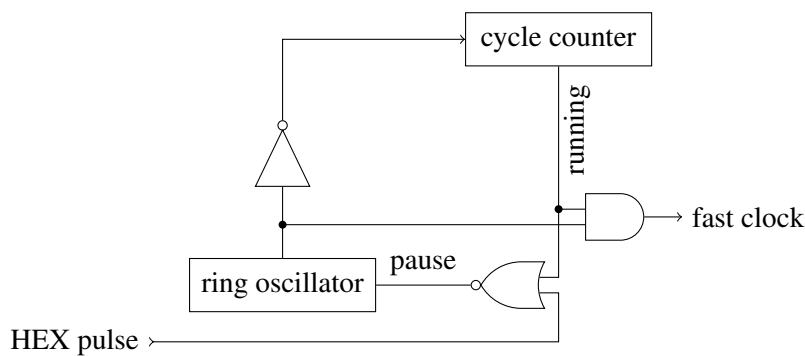 cycle counter
running
fast clock
pause
ring oscillator
HEX pulse